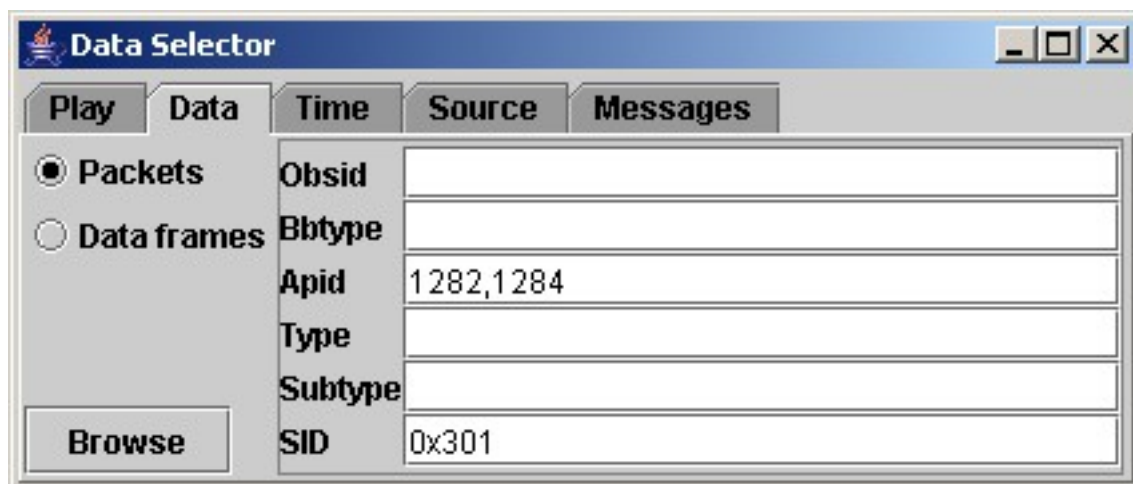 Data Selector
Play Data Time Source Messages
Packets
Data frames
Browse
Obsid
Bbtype
Apid 1282,1284
Type
Subtype
SID 0x301